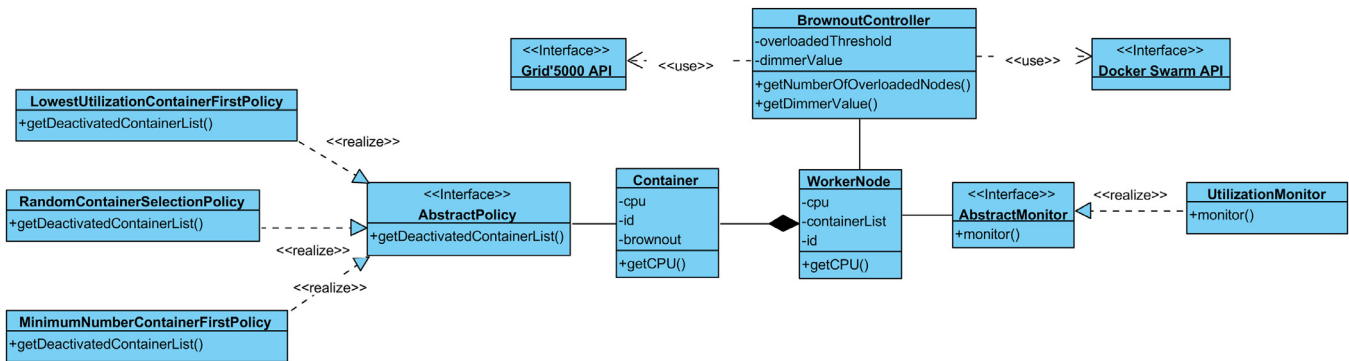 BrownoutController
-overloadedThreshold
-dimmerValue
+getNumberOfOverloadedNodes()
+getDimmerValue()
<<Interface>>
Grid'5000 API
<<use>>
<<use>>
<<Interface>>
Docker Swarm API
LowestUtilizationContainerFirstPolicy
+getDeactivatedContainerList()
<<realize>>
RandomContainerSelectionPolicy
+getDeactivatedContainerList()
<<realize>>
MinimumNumberContainerFirstPolicy
+getDeactivatedContainerList()
<<realize>>
<<Interface>>
AbstractPolicy
+getDeactivatedContainerList()
Container
-cpu
-id
-brownout
+getCPU()
WorkerNode
-cpu
-containerList
-id
+getCPU()
<<Interface>>
AbstractMonitor
+monitor()
<<realize>>
UtilizationMonitor
+monitor()